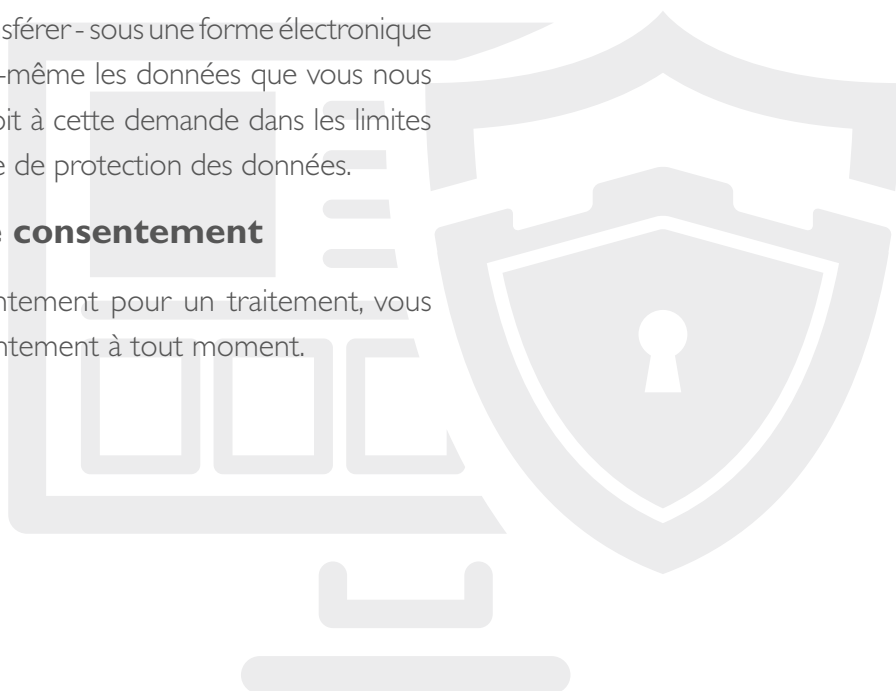 sférer - sous une forme électronique
-même les données que vous nous
oit à cette demande dans les limites
e de protection des données.
e consentement
ntement pour un traitement, vous
ntement à tout moment.